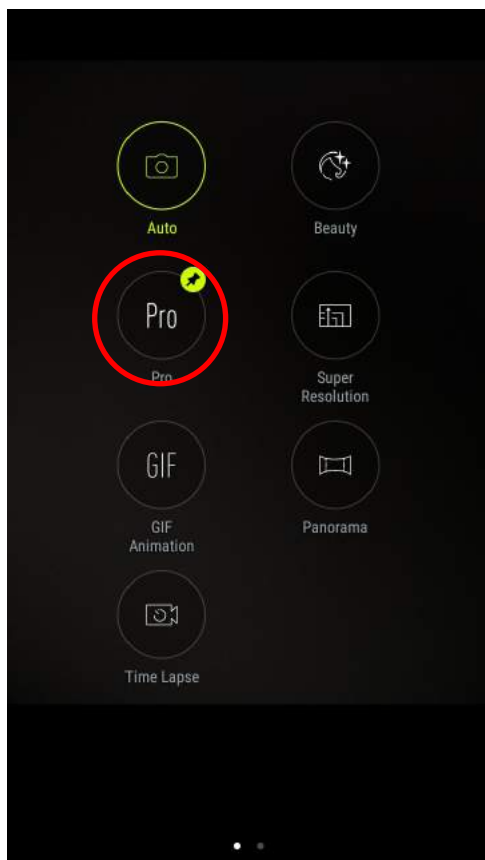 Auto
Beauty
Pro
Pro
Super
Resolution
GIF
GIF
Animation
Panorama
Time Lapse